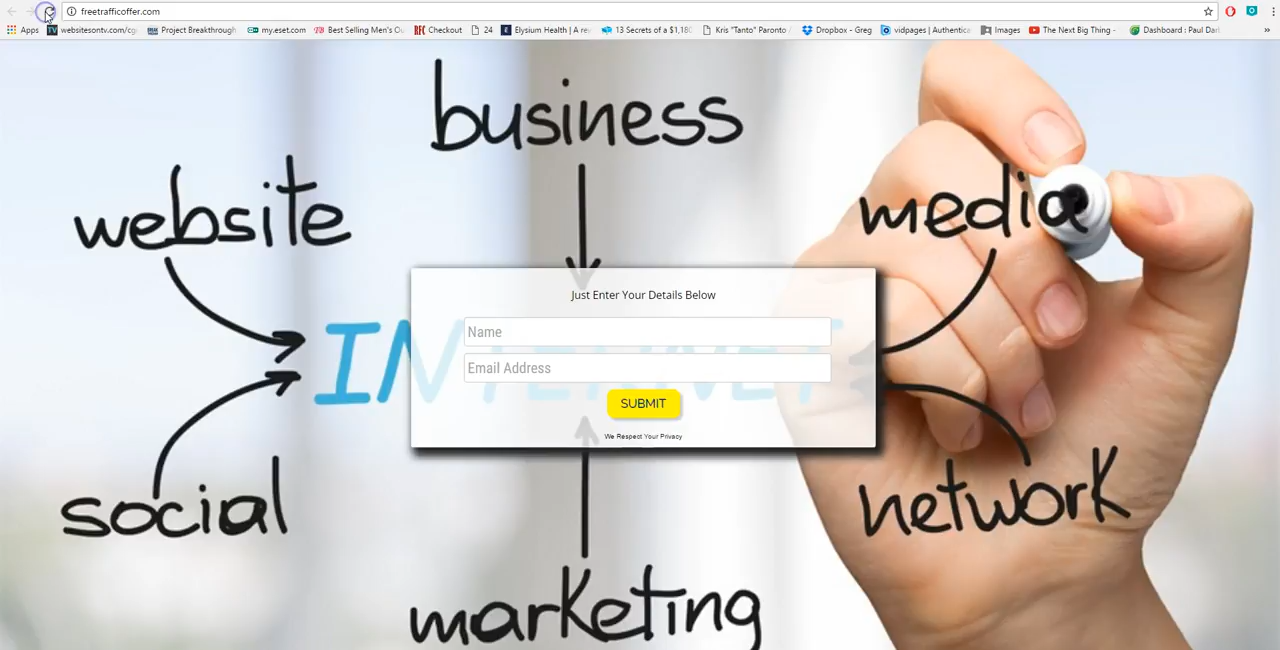 freetrafficoffer.com
Apps websitesontv.com/cg Project Breakthrough my.eset.com Best Selling Men's Ou Checkout 24 Elysium Health | A re 13 Secrets of a $1,180 Kris "Tanto" Paronto Dropbox - Greg vidpages | Authentica Images The Next Big Thing - Dashboard : Paul Dar »
business
website
media
Just Enter Your Details Below
Name
INTERNET
Email Address
SUBMIT
We Respect Your Privacy
social
network
marketing